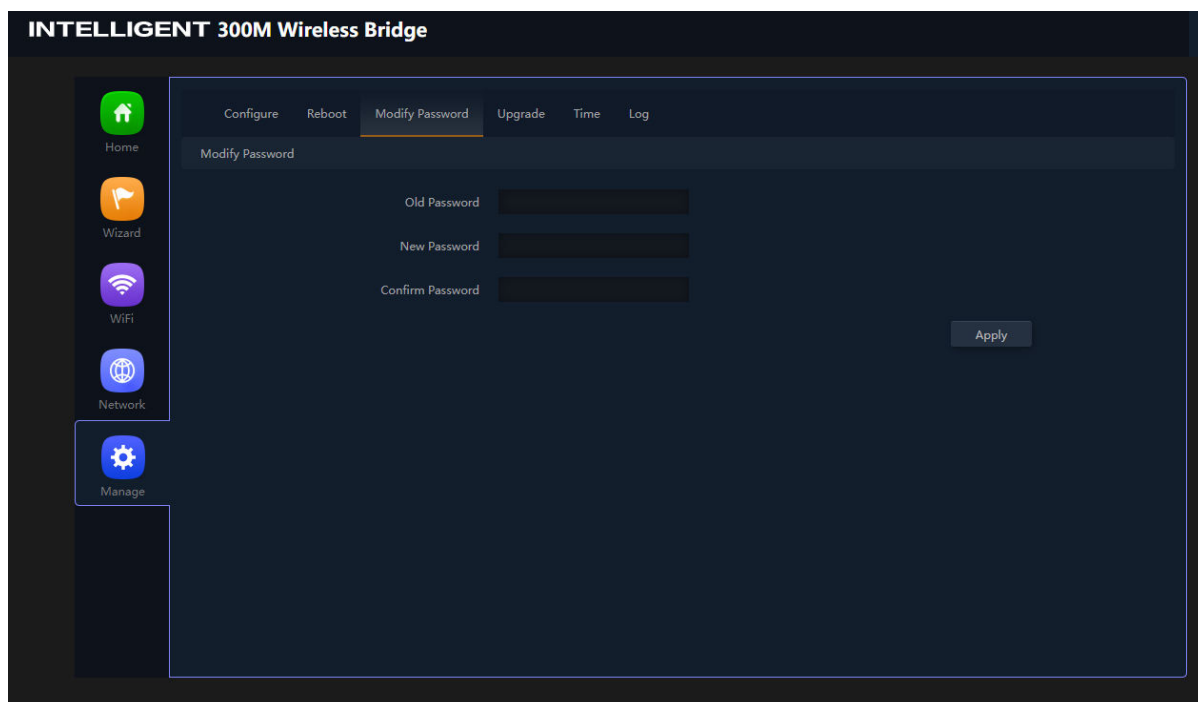 INTELLIGENT 300M Wireless Bridge
Home
Wizard
WiFi
Network
Manage
Configure Reboot Modify Password Upgrade Time Log
Modify Password
Old Password
New Password
Confirm Password
Apply